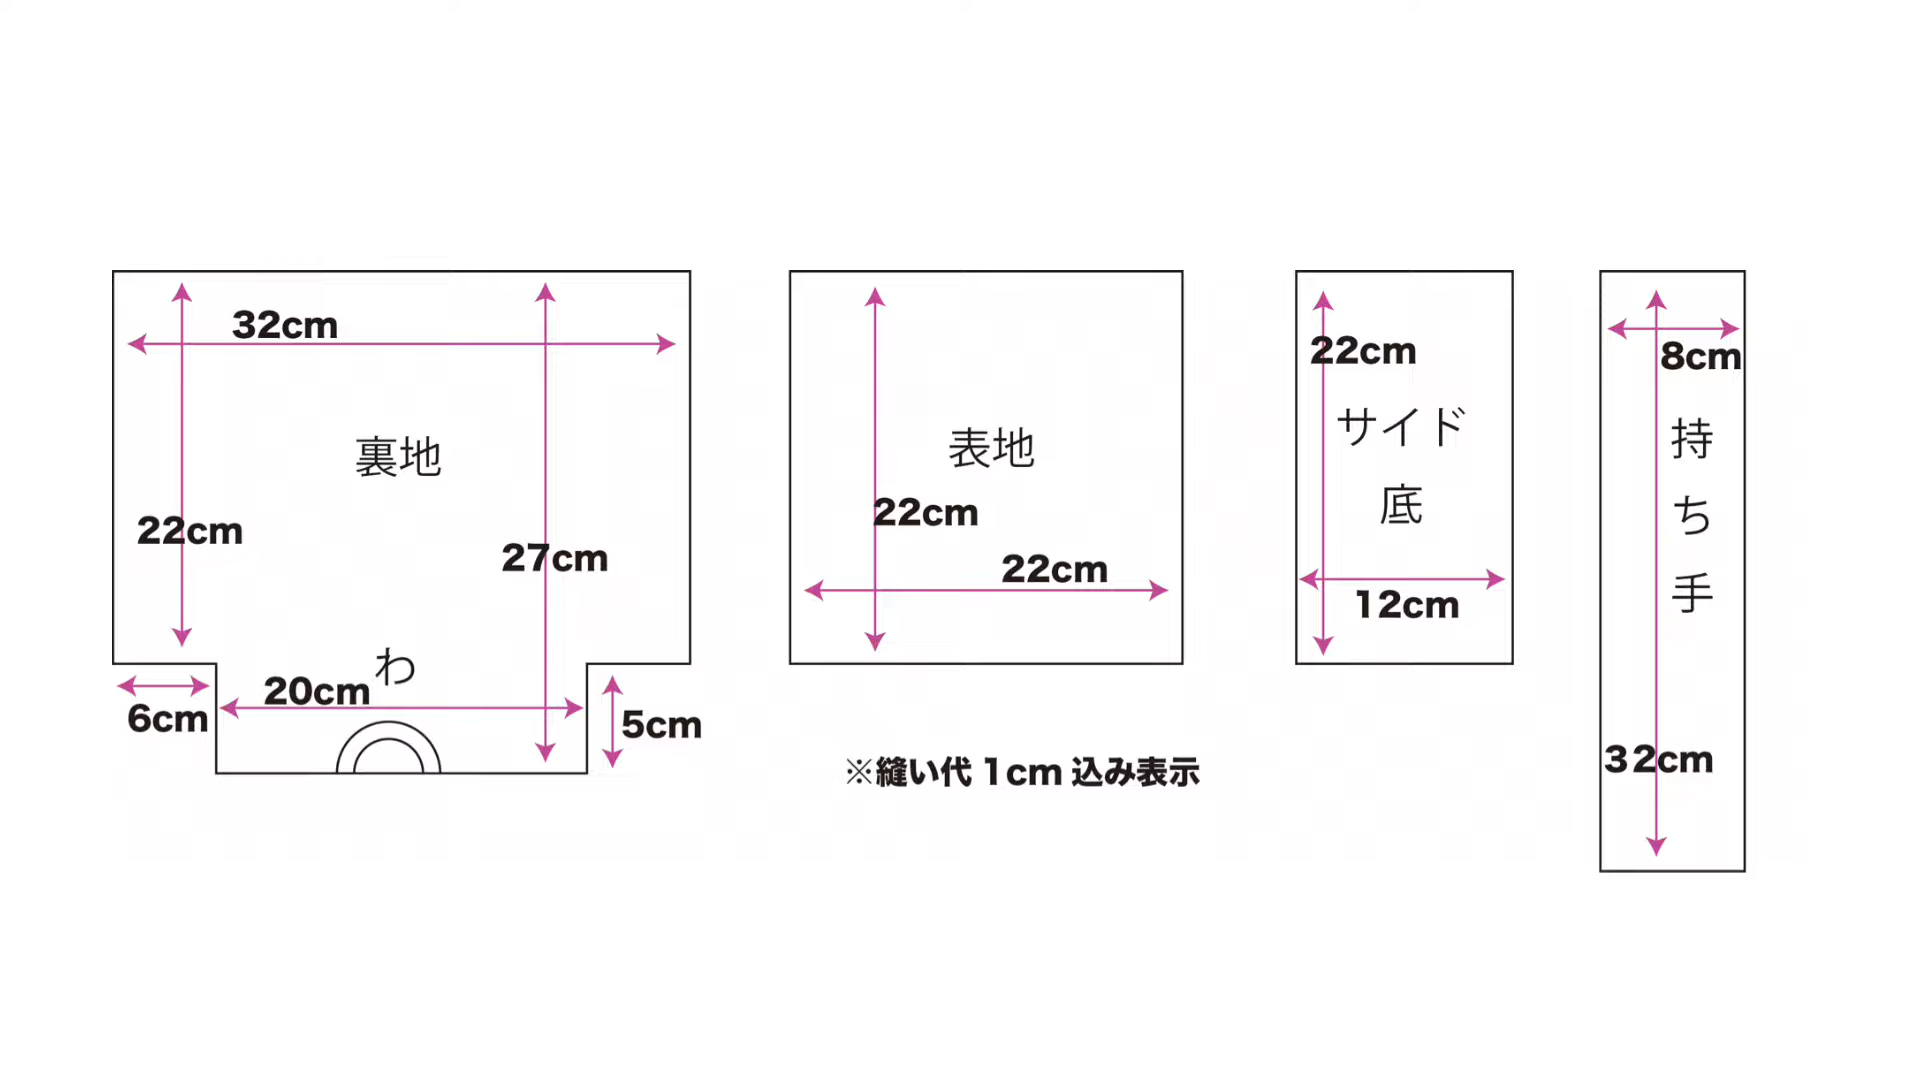 32cm
裏地
22cm
27cm
わ
20cm
6cm
5cm
表地
22cm
22cm
※縫い代 1cm 込み表示
22cm
サイド
底
12cm
8cm
持ち手
32cm